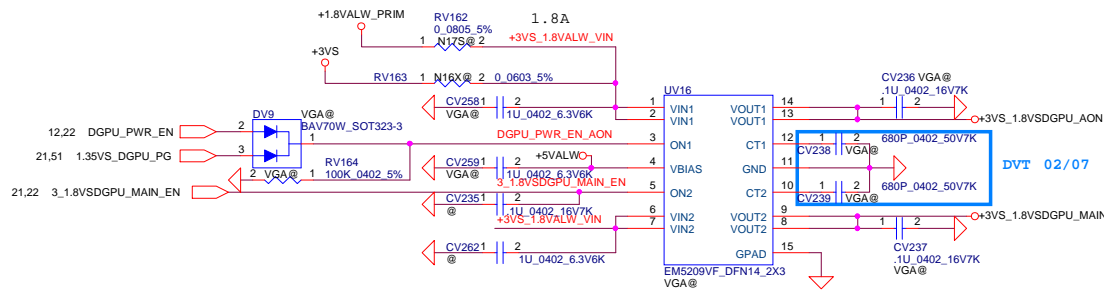 +1.8VALW_PRIM
RV162
0_0805_5%
1.8A
1 N17S@ 2
+3VS_1.8VALW_VIN
+3VS
RV163
1 N16X@ 2
0_0603_5%
UV16
CV236 VGA@
1 2
.1U_0402_16V7K
CV258 1 2
VGA@
1U_0402_6.3V6K
1 VIN1
2 VIN1
VOUT1 14
VOUT1 13
+3VS_1.8VSDGPU_AON
DV9
VGA@
BAV70W_SOT323-3
12,22 DGPU_PWR_EN
2
1
3
21,51 1.35VS_DGPU_PG
DGPU_PWR_EN_AON
3 ON1
CT1 12
1 2
680P_0402_50V7K
CV238 VGA@
RV164
2 1
VGA@ 100K_0402_5%
CV259 1 2
VGA@
1U_0402_6.3V6K
+5VALW
4 VBIAS
GND 11
DVT 02/07
21,22 3_1.8VSDGPU_MAIN_EN
3_1.8VSDGPU_MAIN_EN
5 ON2
CT2 10
1 2
680P_0402_50V7K
CV239 VGA@
CV235 1 2
@
.1U_0402_16V7K
+3VS_1.8VALW_VIN
6 VIN2
7 VIN2
VOUT2 9
VOUT2 8
+3VS_1.8VSDGPU_MAIN
1 2
CV237
.1U_0402_16V7K
VGA@
CV262 1 2
@
1U_0402_6.3V6K
GPAD 15
EM5209VF_DFN14_2X3
VGA@